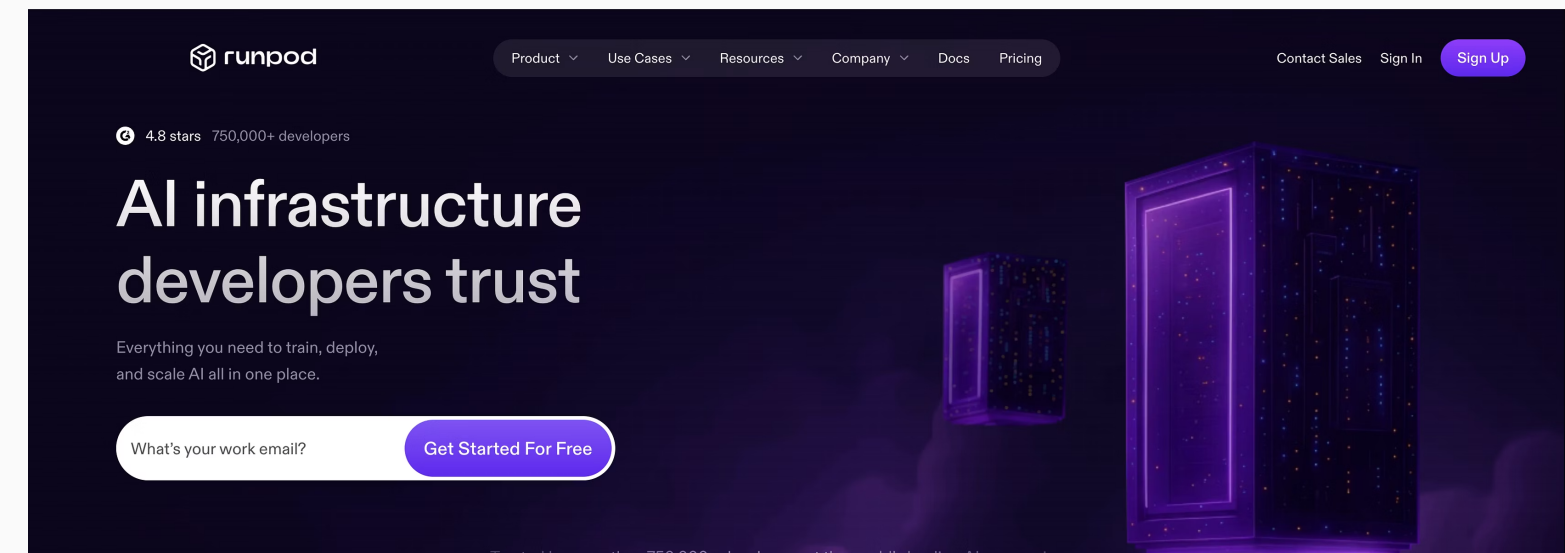 runpod
Product
Use Cases
Resources
Company
Docs
Pricing
Contact Sales
Sign In
Sign Up
4.8 stars 750,000+ developers
AI infrastructure
developers trust
Everything you need to train, deploy,
and scale AI all in one place.
What's your work email?
Get Started For Free